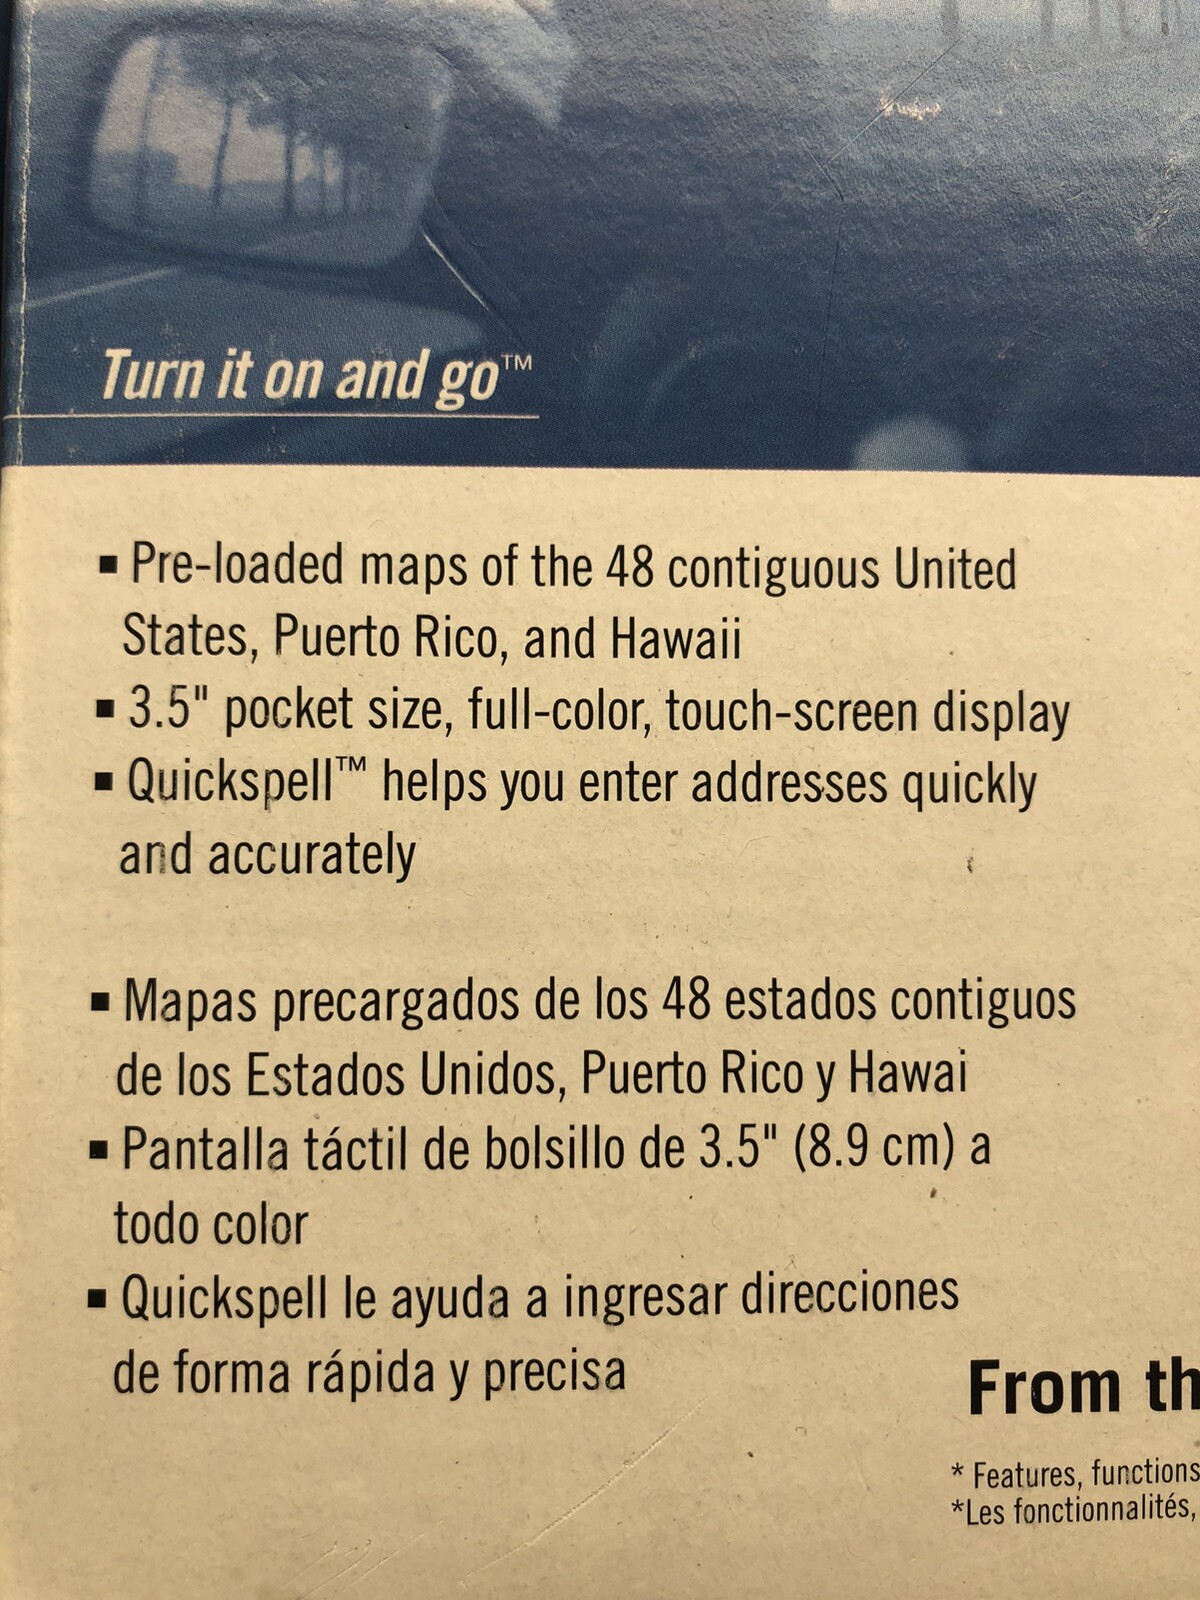 Turn it on and go™
▪ Pre-loaded maps of the 48 contiguous United
States, Puerto Rico, and Hawaii
▪ 3.5" pocket size, full-color, touch-screen display
▪ Quickspell™ helps you enter addresses quickly
and accurately
▪ Mapas precargados de los 48 estados contiguos
de los Estados Unidos, Puerto Rico y Hawai
▪ Pantalla táctil de bolsillo de 3.5" (8.9 cm) a
todo color
▪ Quickspell le ayuda a ingresar direcciones
de forma rápida y precisa
From th
* Features, functions
*Les fonctionnalités,